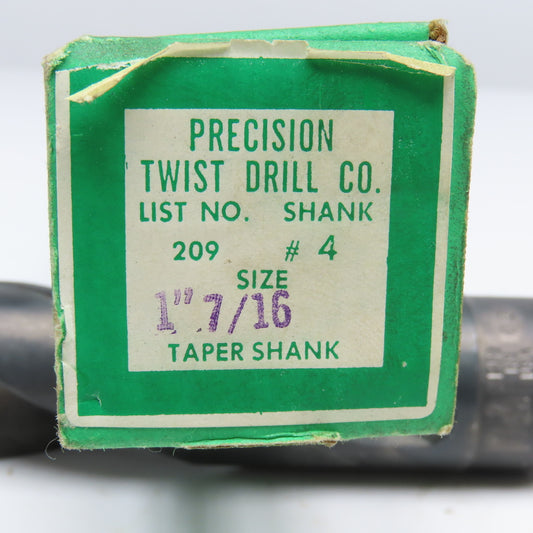 PRECISION
TWIST DRILL CO.
LIST NO. SHANK
209 # 4
SIZE
1" 7/16
TAPER SHANK